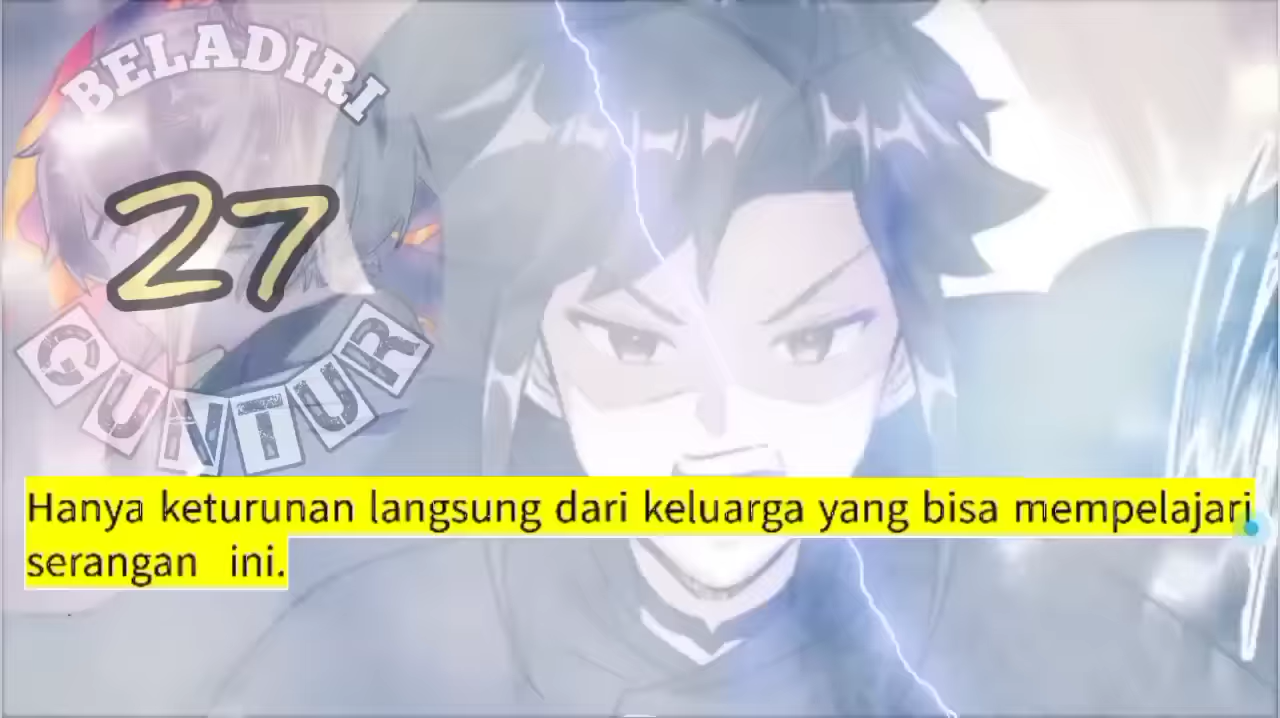 BELADIRI
27
GUNTUR
Hanya keturunan langsung dari keluarga yang bisa mempelajari
serangan ini.